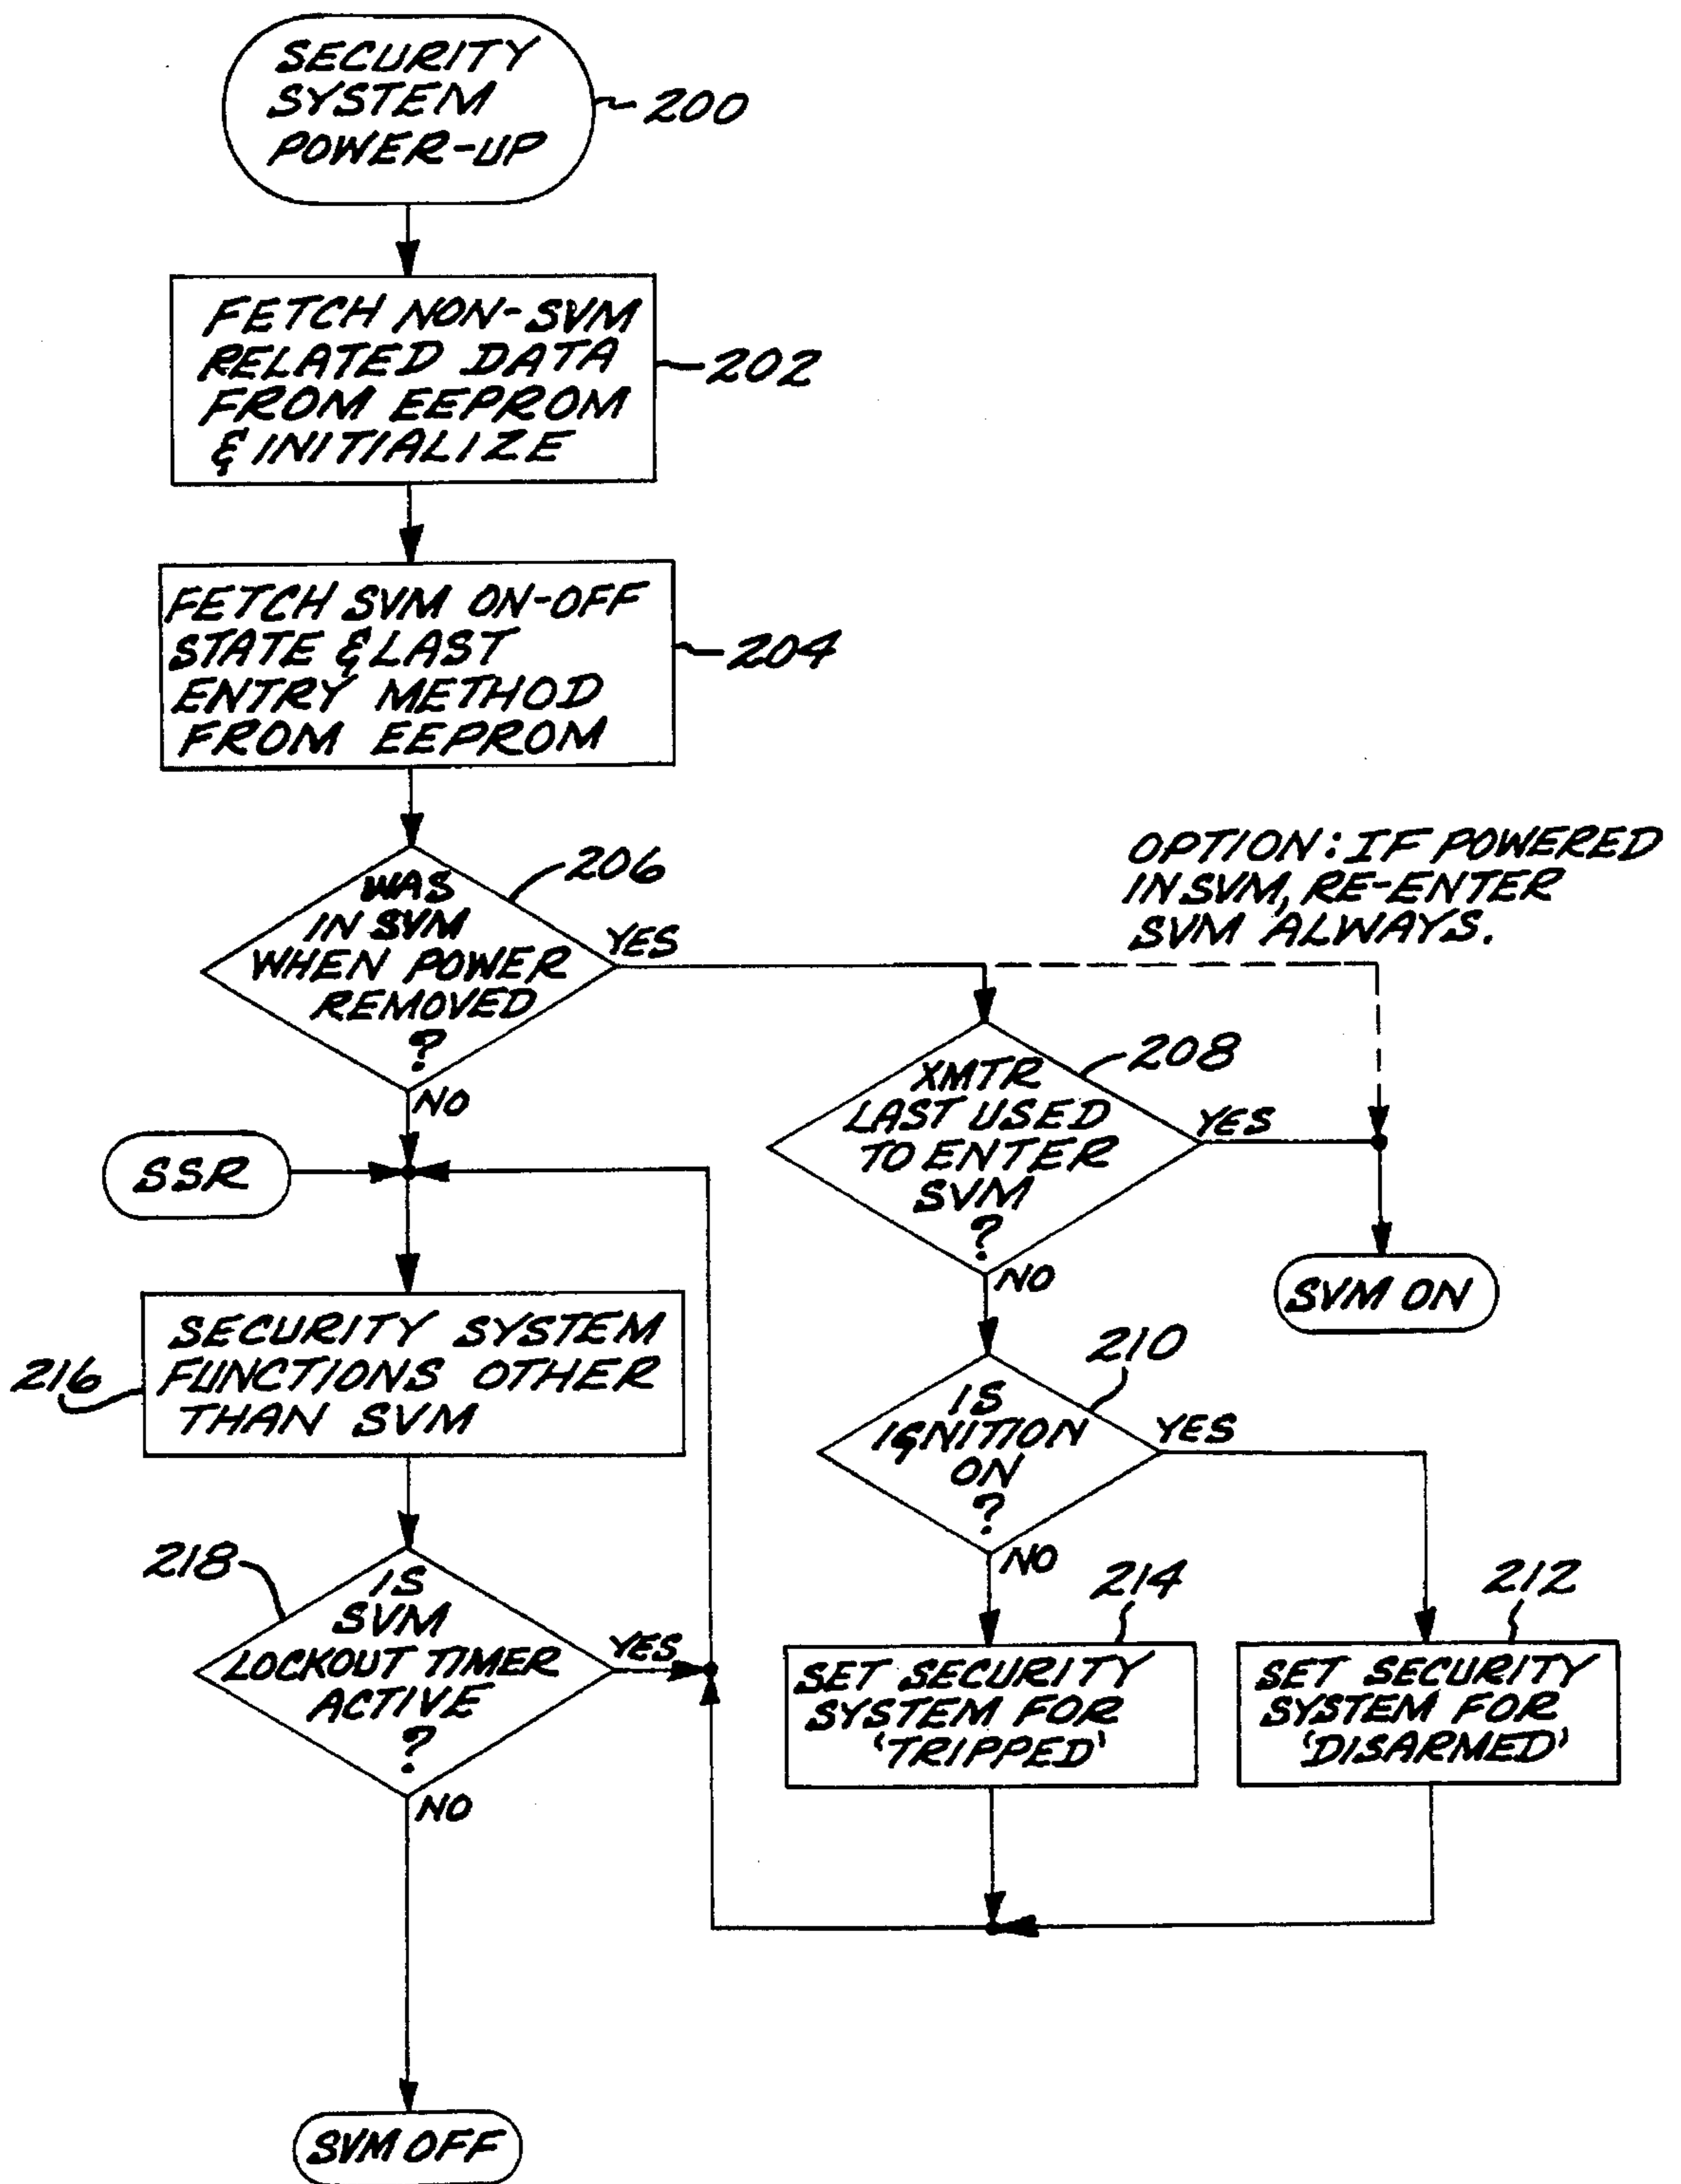 SECURITY
SYSTEM
POWER-UP
200
FETCH NON-SVM
RELATED DATA
FROM EEPROM
& INITIALIZE
202
FETCH SVM ON-OFF
STATE & LAST
ENTRY METHOD
FROM EEPROM
204
WAS
IN SVM
WHEN POWER
REMOVED
?
206
YES
NO
OPTION: IF POWERED
IN SVM, RE-ENTER
SVM ALWAYS.
XMTR
LAST USED
TO ENTER
SVM
?
208
YES
NO
SVM ON
SSR
SECURITY SYSTEM
FUNCTIONS OTHER
THAN SVM
216
IS
IGNITION
ON
?
210
YES
NO
IS
SVM
LOCKOUT TIMER
ACTIVE
?
218
YES
NO
SET SECURITY
SYSTEM FOR
'TRIPPED'
214
SET SECURITY
SYSTEM FOR
'DISARMED'
212
SVM OFF